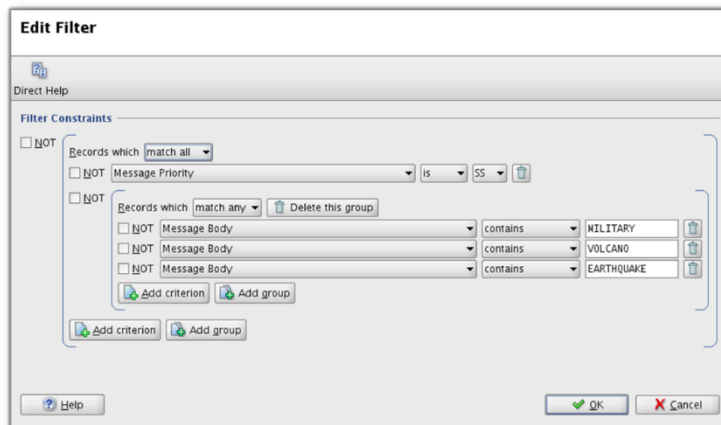 Edit Filter
Direct Help
Filter Constraints
NOT
Records which match all
NOT Message Priority is SS
NOT
Records which match any Delete this group
NOT Message Body contains MILITARY
NOT Message Body contains VOLCANO
NOT Message Body contains EARTHQUAKE
Add criterion Add group
Add criterion Add group
Help OK Cancel